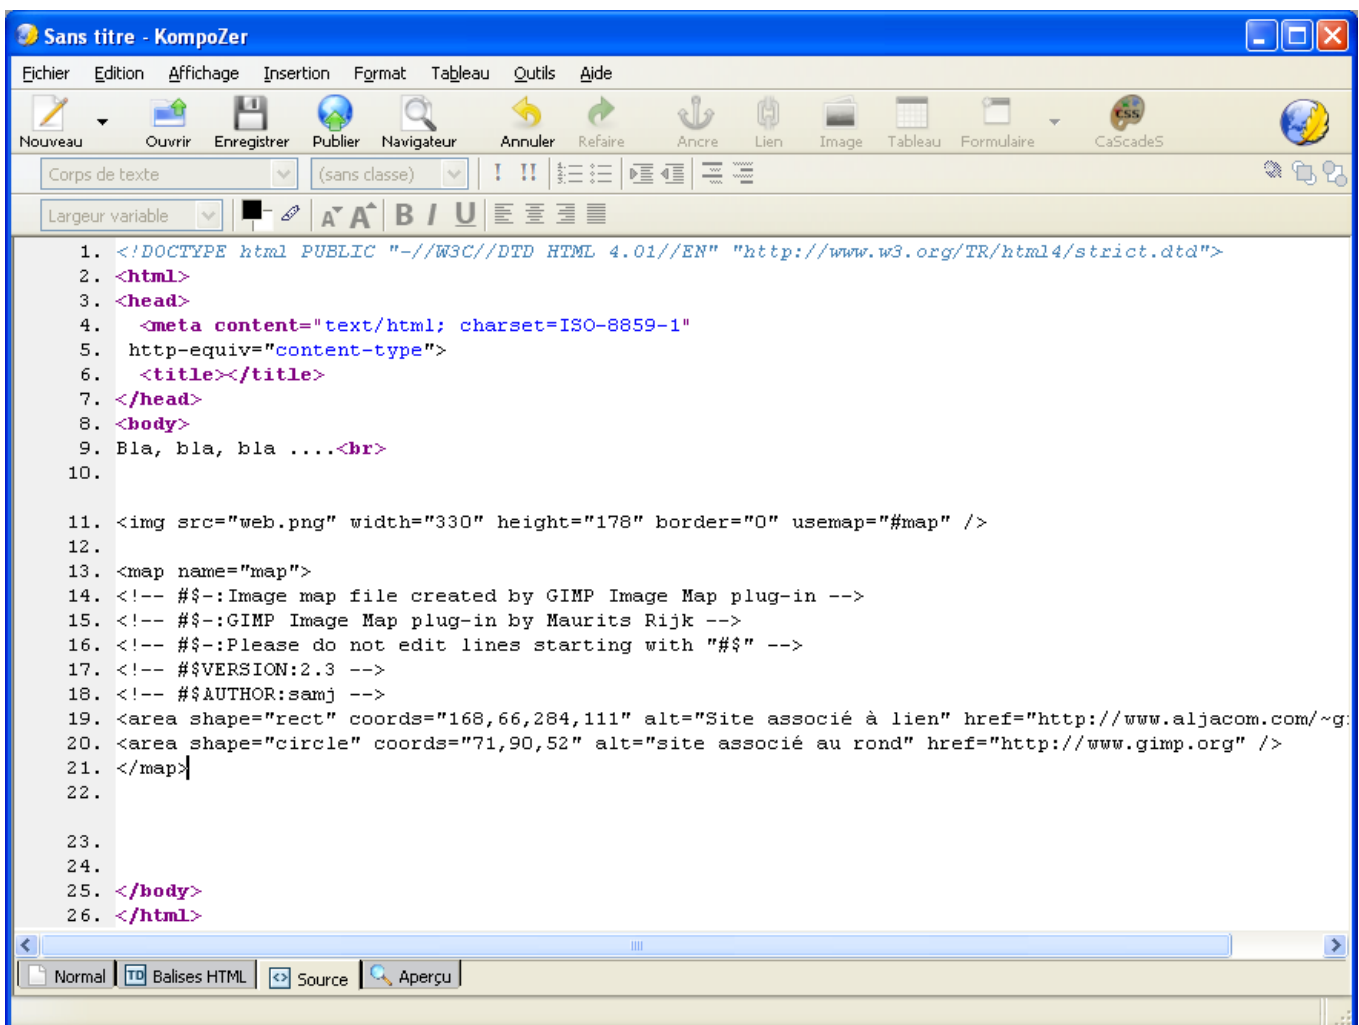 Sans titre - KompoZer
Fichier Edition Affichage Insertion Format Tableau Outils Aide
Nouveau Ouvrir Enregistrer Publier Navigateur Annuler Refaire Ancre Lien Image Tableau Formulaire CaScadeS
Corps de texte (sans classe) ! !!
Largeur variable A A B I U
1. <!DOCTYPE html PUBLIC "-//W3C//DTD HTML 4.01//EN" "http://www.w3.org/TR/html4/strict.dtd">
2. <html>
3. <head>
4. <meta content="text/html; charset=ISO-8859-1"
5. http-equiv="content-type">
6. <title></title>
7. </head>
8. <body>
9. Bla, bla, bla ....<br>
10.
11. <img src="web.png" width="330" height="178" border="0" usemap="#map" />
12.
13. <map name="map">
14. <!-- #$-:Image map file created by GIMP Image Map plug-in -->
15. <!-- #$-:GIMP Image Map plug-in by Maurits Rijk -->
16. <!-- #$-:Please do not edit lines starting with "#$" -->
17. <!-- #$VERSION:2.3 -->
18. <!-- #$AUTHOR:samj -->
19. <area shape="rect" coords="168,66,284,111" alt="Site associé à lien" href="http://www.aljacom.com/~g
20. <area shape="circle" coords="71,90,52" alt="site associé au rond" href="http://www.gimp.org" />
21. </map>
22.
23.
24.
25. </body>
26. </html>
Normal TD Balises HTML <> Source Aperçu